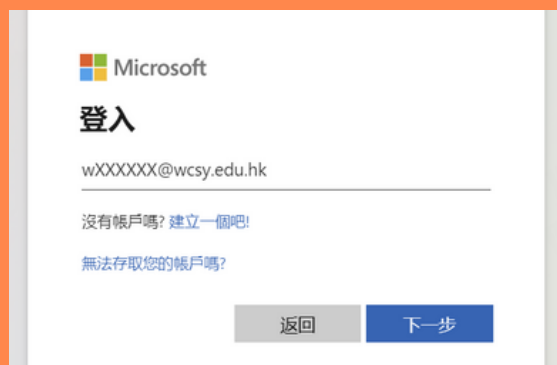 Microsoft
登入
wXXXXXX@wcsy.edu.hk
沒有帳戶嗎? 建立一個吧!
無法存取您的帳戶嗎?
返回
下一步